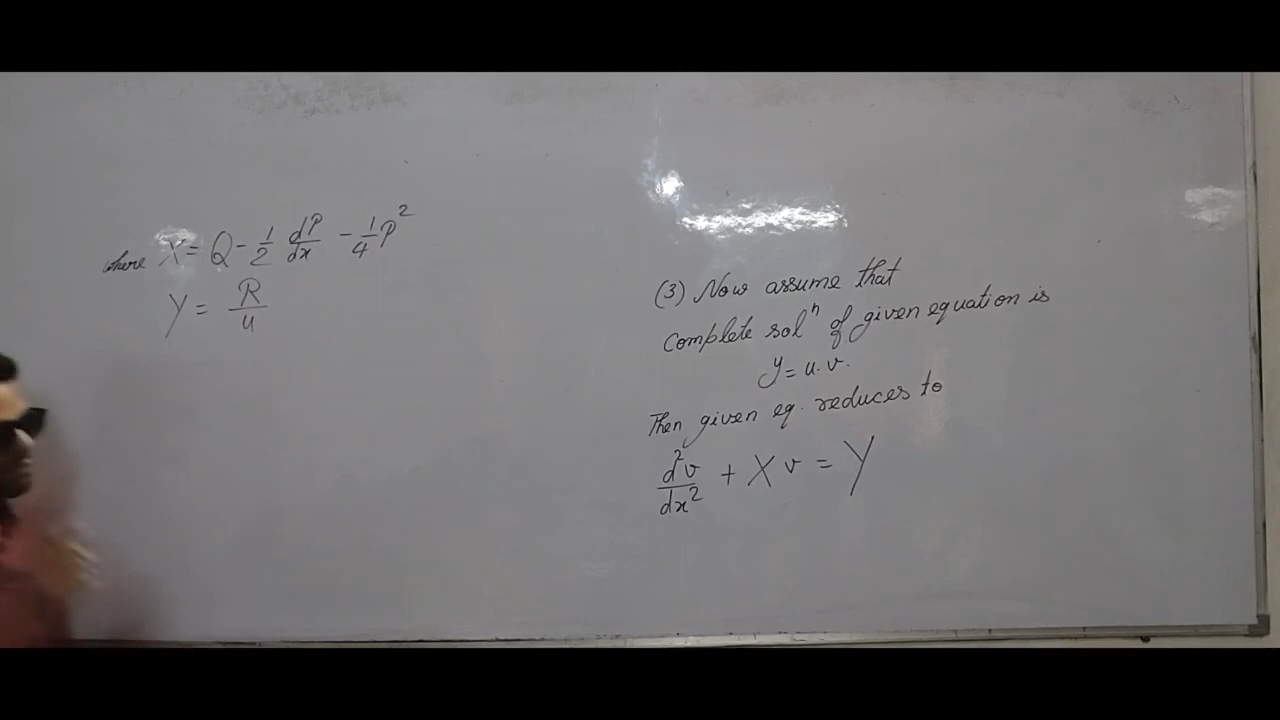 (3) Now assume that
complete solⁿ of given equation is
y = u.v.
Then given eq. reduces to
d²v/dx² + Xv = Y
where X = Q - 1/2 dP/dx - 1/4 P²
Y = R/u